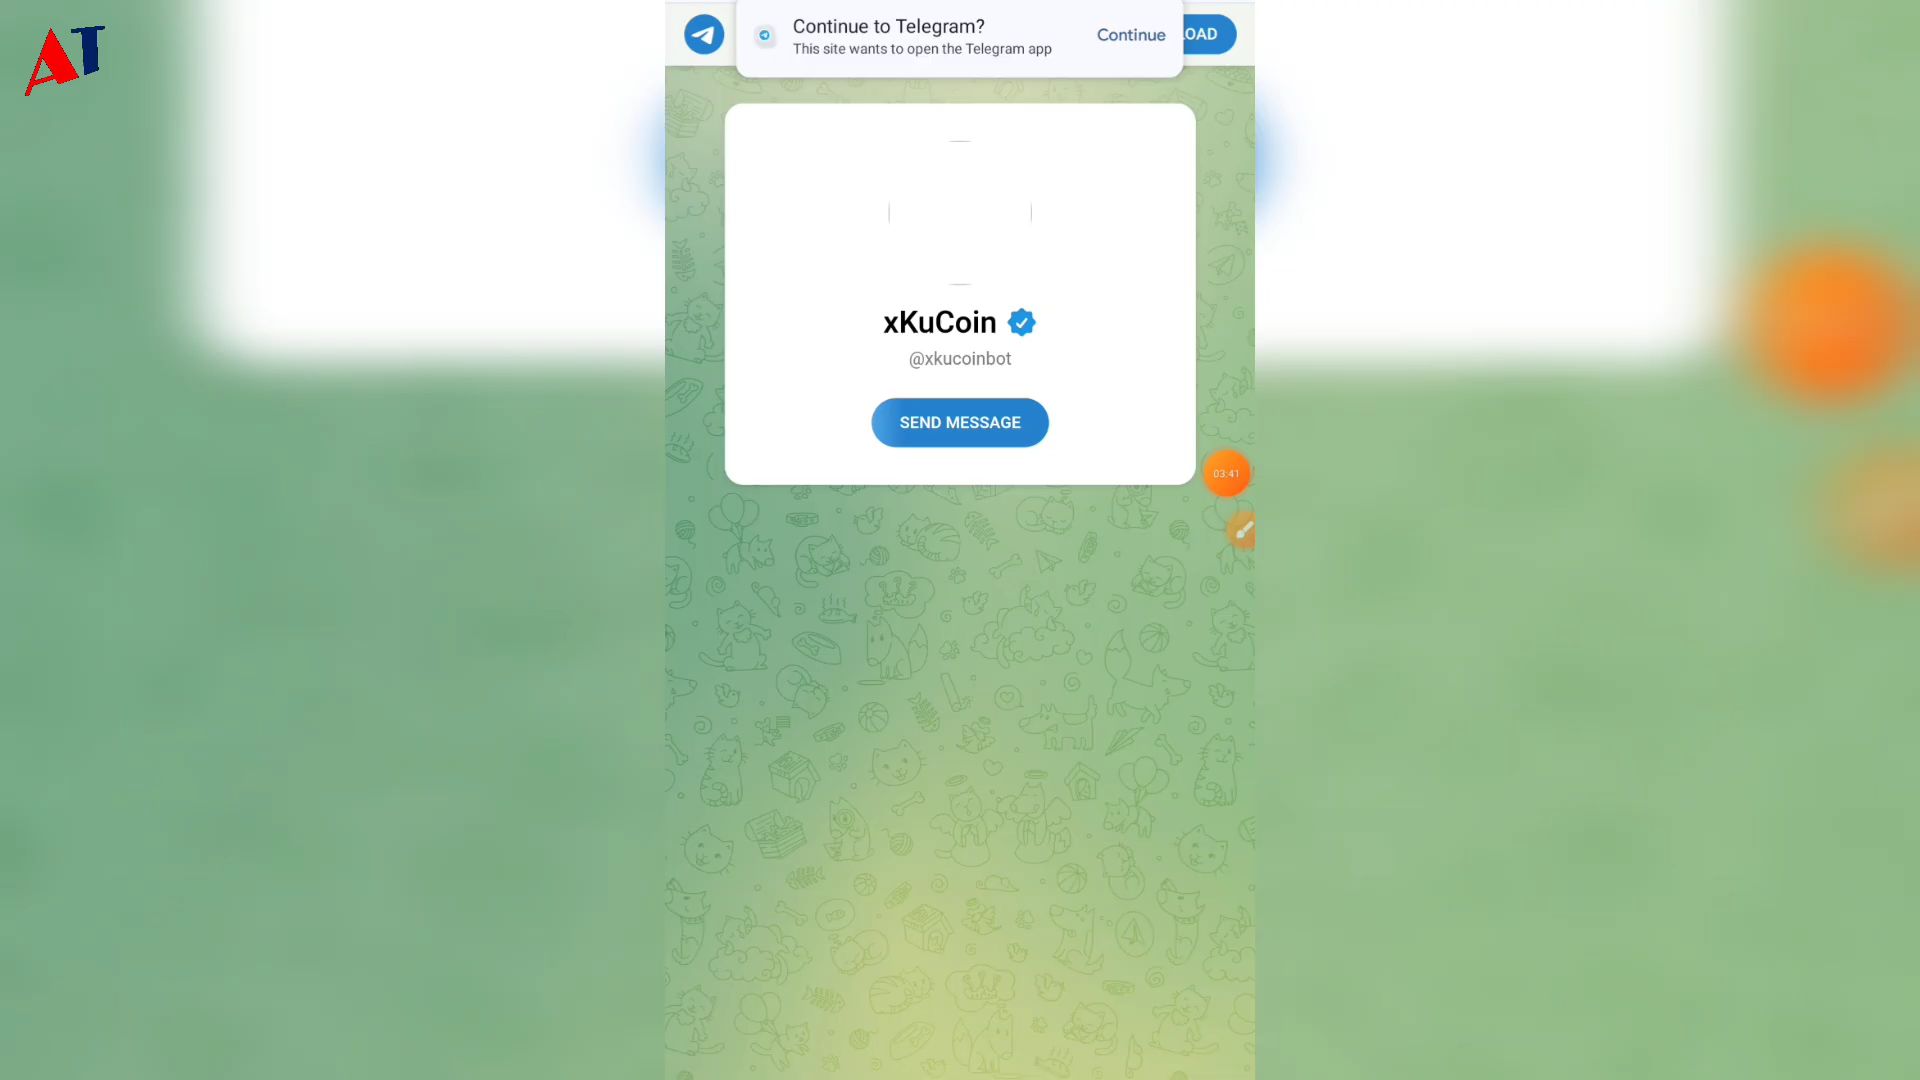 AT
Continue to Telegram?
This site wants to open the Telegram app
Continue
OAD
xKuCoin
@xkucoinbot
SEND MESSAGE
03:41